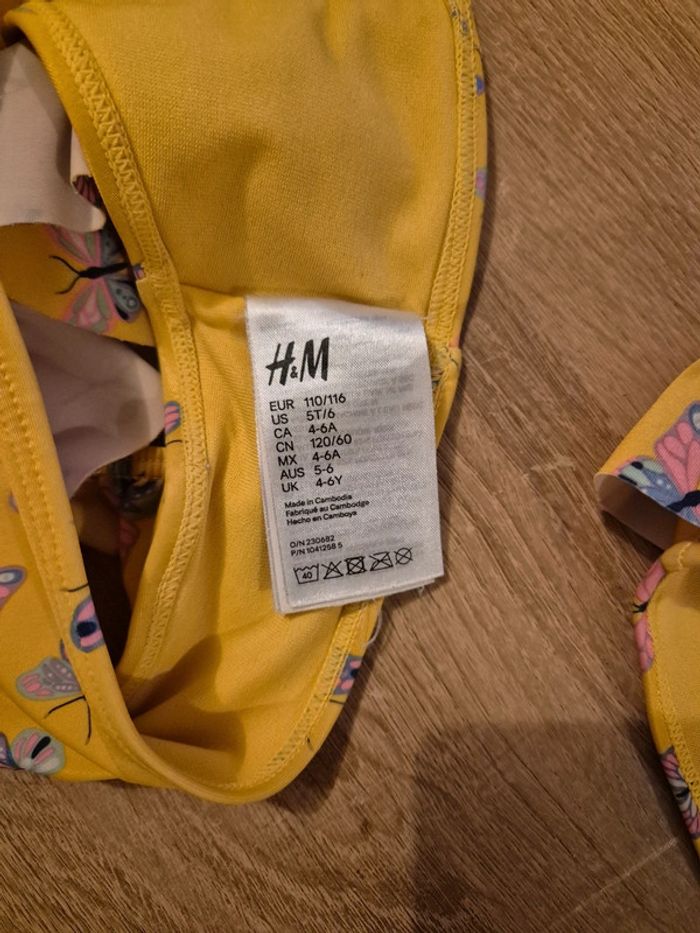 H&M
EUR 110/116
US 5T/6
CA 4-6A
CN 120/60
MX 4-6A
AUS 5-6
UK 4-6Y
Made in Cambodia
Fabriqué au Cambodge
Hecho en Camboya
O/N 230682
P/N 1041258 5
40